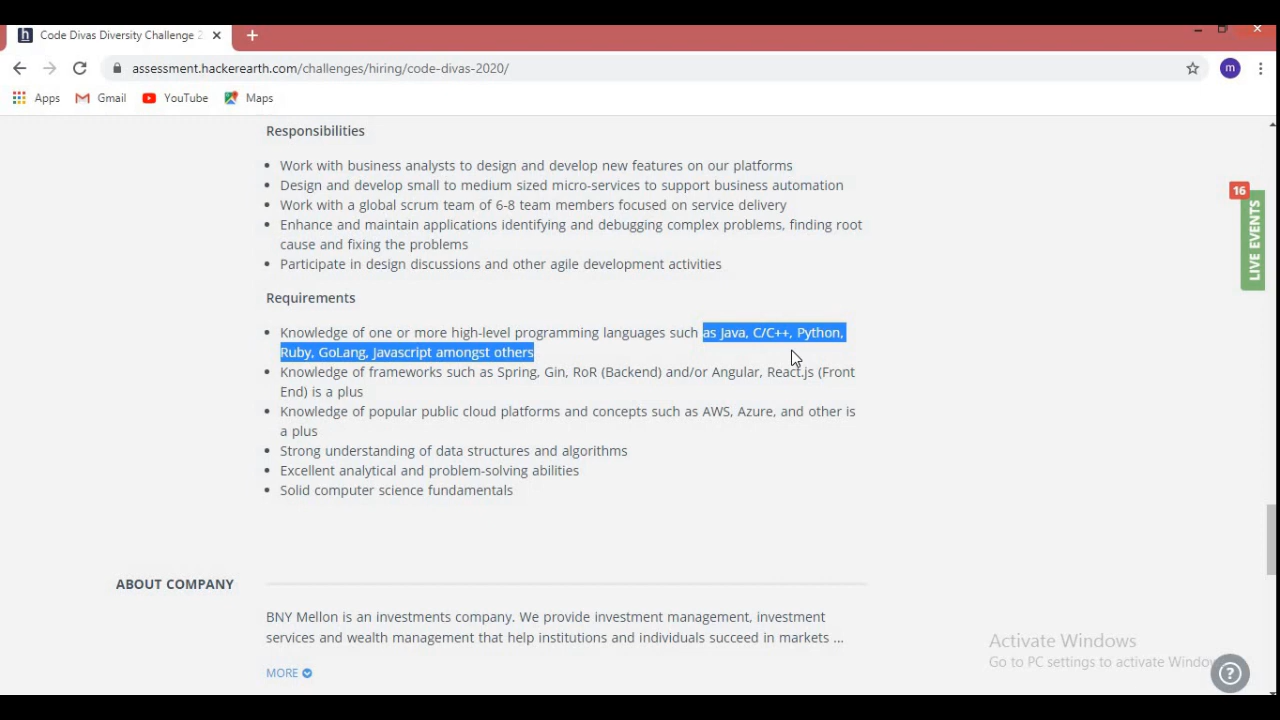 Code Divas Diversity Challenge 2
assessment.hackerearth.com/challenges/hiring/code-divas-2020/
m
Apps Gmail YouTube Maps
Responsibilities
• Work with business analysts to design and develop new features on our platforms
• Design and develop small to medium sized micro-services to support business automation
• Work with a global scrum team of 6-8 team members focused on service delivery
• Enhance and maintain applications identifying and debugging complex problems, finding root
cause and fixing the problems
• Participate in design discussions and other agile development activities
Requirements
• Knowledge of one or more high-level programming languages such as Java, C/C++, Python,
Ruby, GoLang, Javascript amongst others
• Knowledge of frameworks such as Spring, Gin, RoR (Backend) and/or Angular, React.js (Front
End) is a plus
• Knowledge of popular public cloud platforms and concepts such as AWS, Azure, and other is
a plus
• Strong understanding of data structures and algorithms
• Excellent analytical and problem-solving abilities
• Solid computer science fundamentals
16
LIVE EVENTS
ABOUT COMPANY
BNY Mellon is an investments company. We provide investment management, investment
services and wealth management that help institutions and individuals succeed in markets ...
MORE
Activate Windows
Go to PC settings to activate Windo
?